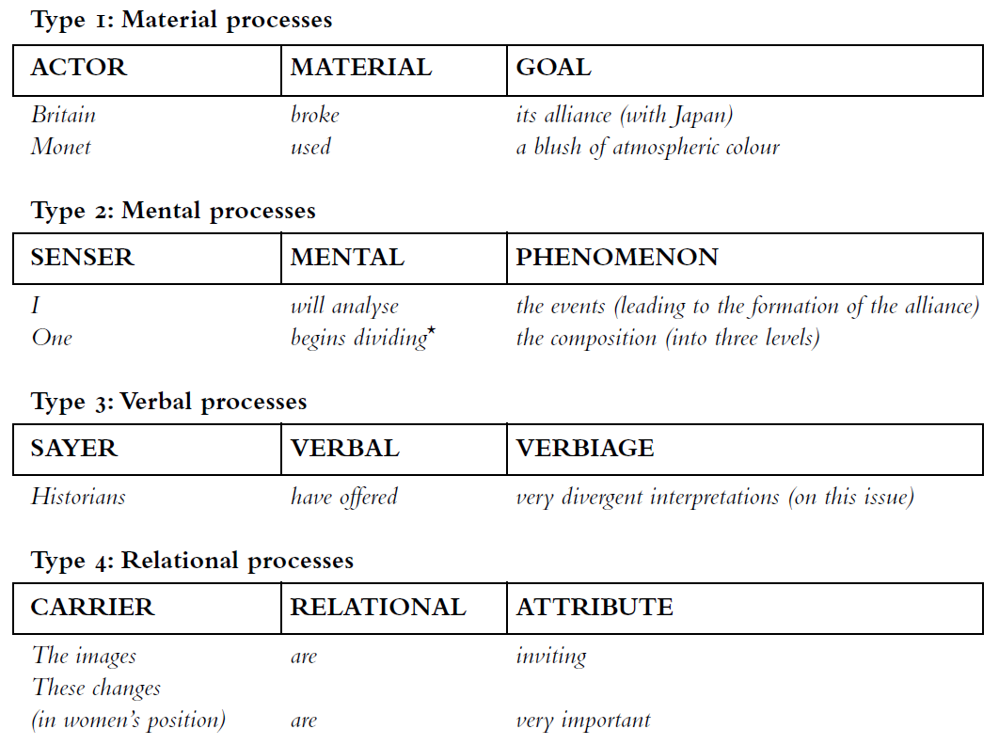 Type 1: Material processes
ACTOR MATERIAL GOAL
Britain broke its alliance (with Japan)
Monet used a blush of atmospheric colour
Type 2: Mental processes
SENSER MENTAL PHENOMENON
I will analyse the events (leading to the formation of the alliance)
One begins dividing* the composition (into three levels)
Type 3: Verbal processes
SAYER VERBAL VERBIAGE
Historians have offered very divergent interpretations (on this issue)
Type 4: Relational processes
CARRIER RELATIONAL ATTRIBUTE
The images are inviting
These changes
(in women's position) are very important